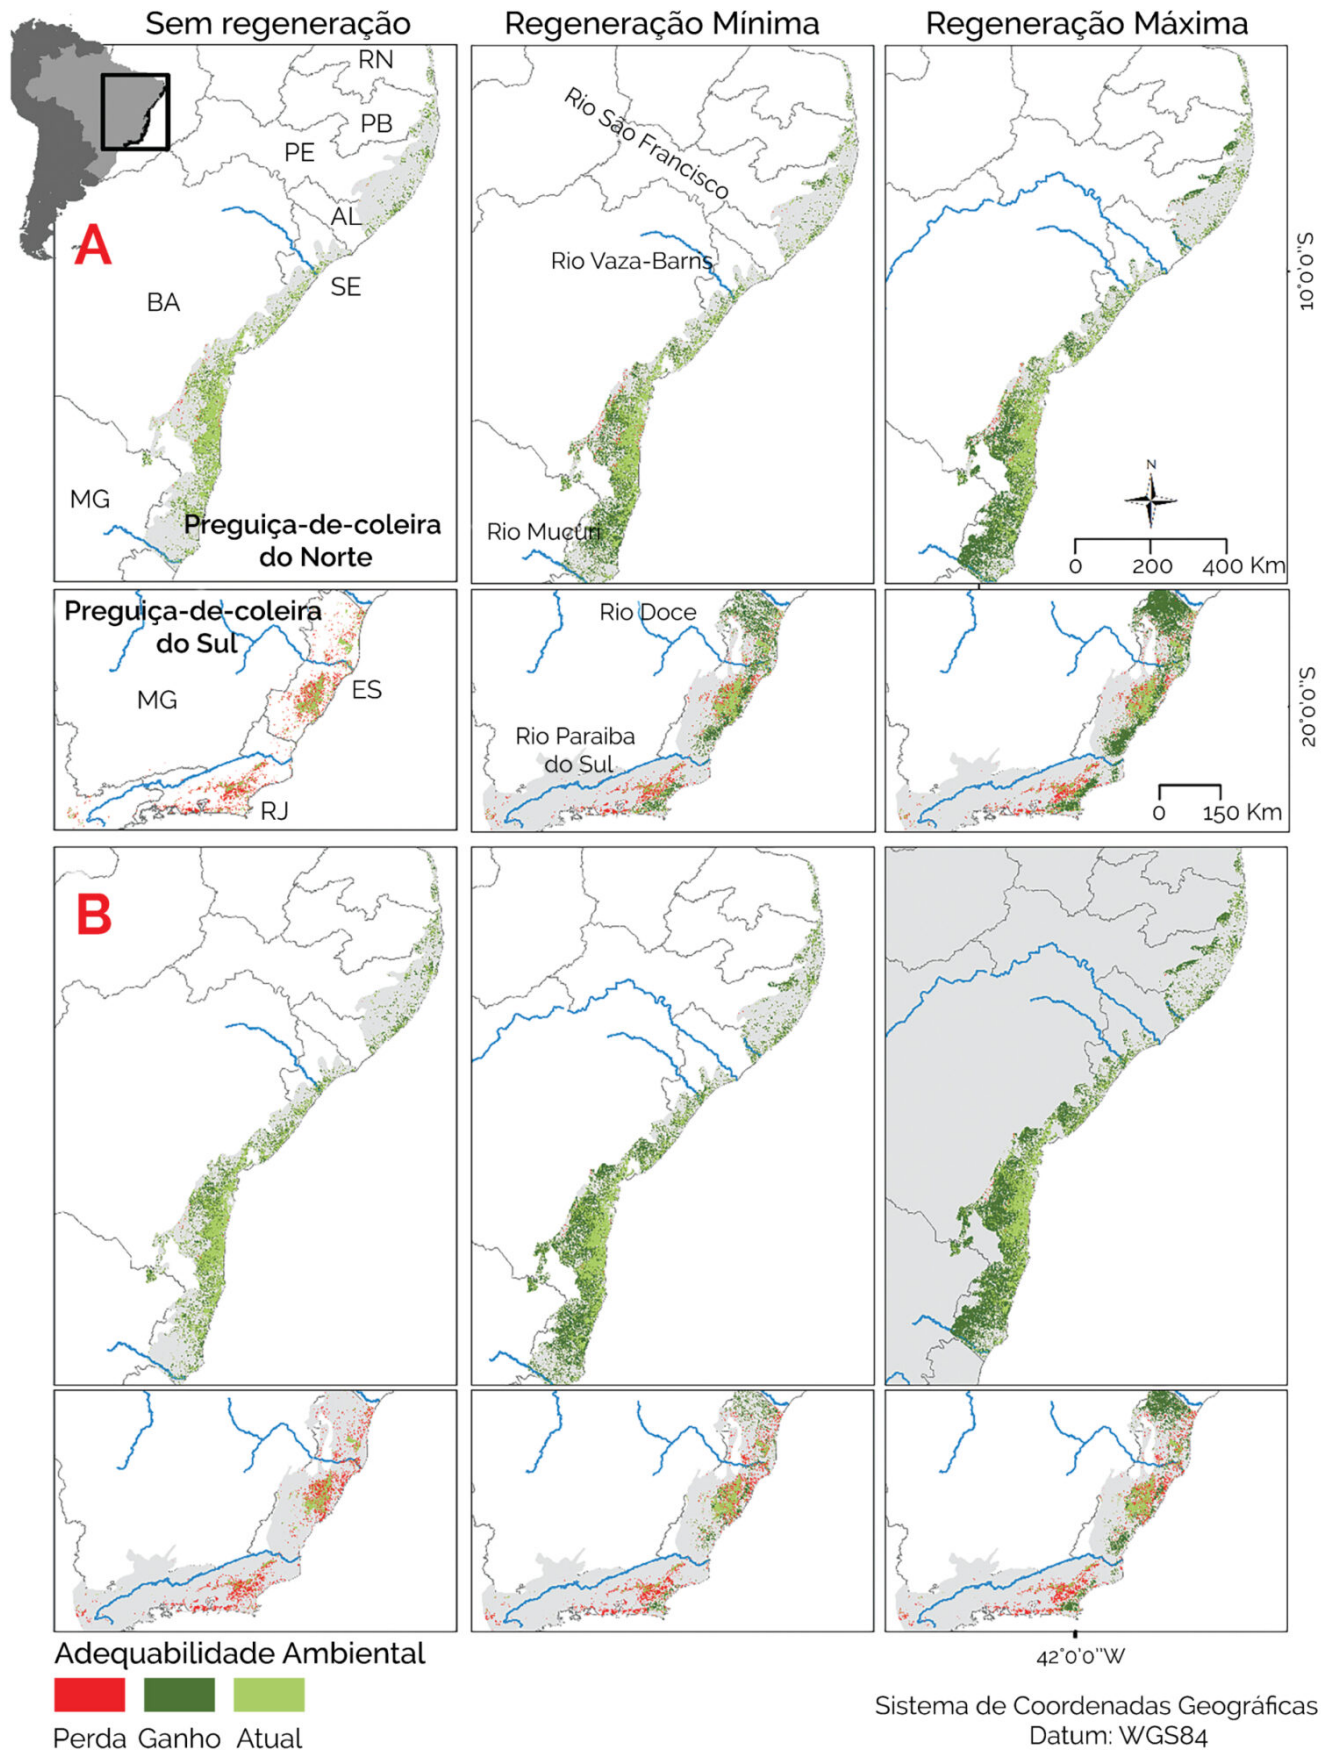 Sem regeneração
Regeneração Mínima
Regeneração Máxima
RN
PB
PE
AL
SE
BA
MG
A
Preguiça-de-coleira
do Norte
Rio São Francisco
Rio Vaza-Barris
Rio Mucuri
N
0 200 400 Km
10°0'0"S
Preguiça-de-coleira
do Sul
MG
ES
RJ
Rio Doce
Rio Paraiba
do Sul
0 150 Km
20°0'0"S
B
Adequabilidade Ambiental
Perda Ganho Atual
42°0'0"W
Sistema de Coordenadas Geográficas
Datum: WGS84